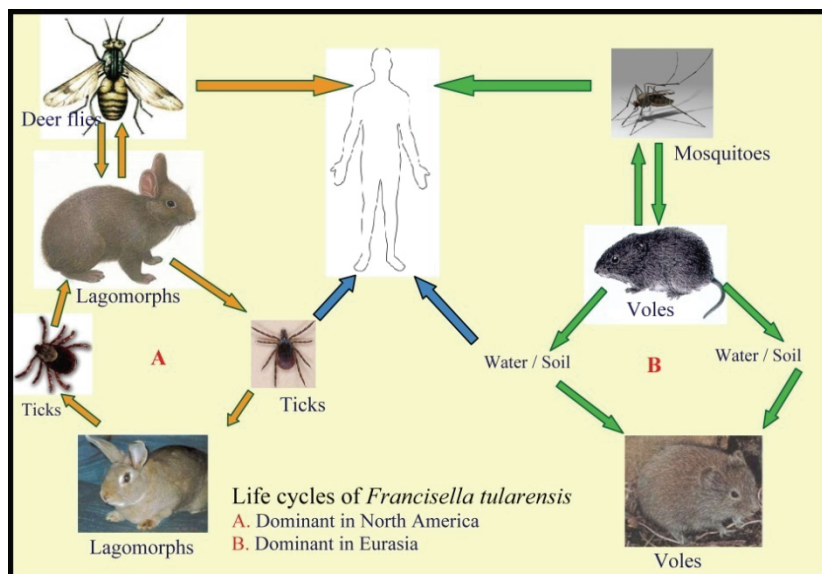 Deer flies
Mosquitoes
Lagomorphs
Voles
A
Water / Soil
B
Water / Soil
Ticks
Ticks
Lagomorphs
Life cycles of Francisella tularensis
A. Dominant in North America
B. Dominant in Eurasia
Voles